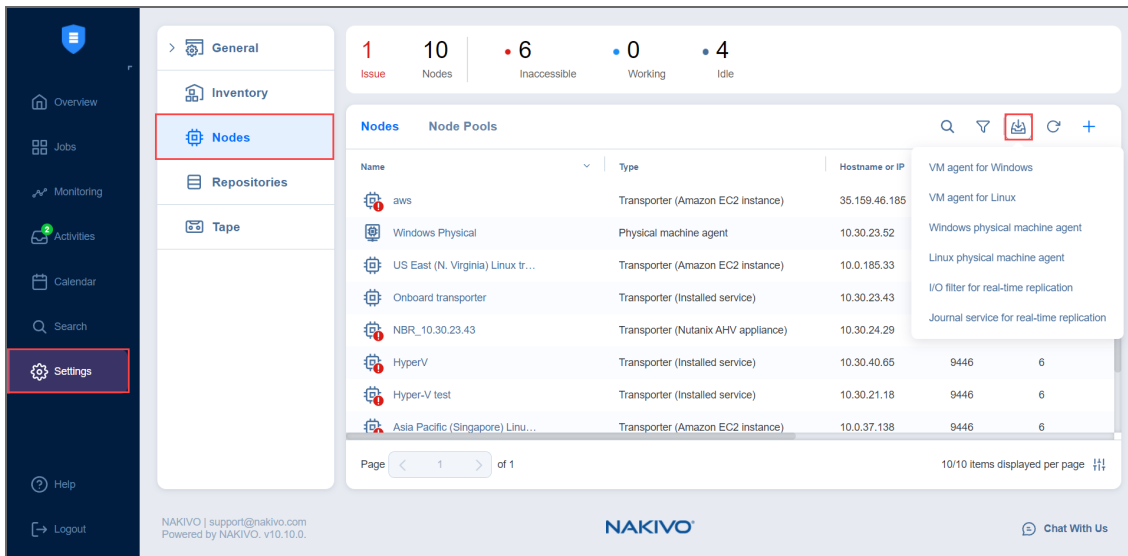 Overview
Jobs
Monitoring
2
Activities
Calendar
Search
Settings
Help
Logout
General
Inventory
Nodes
Repositories
Tape
1 10 6 0 4
Issue Nodes Inaccessible Working Idle
Nodes Node Pools
Name Type Hostname or IP
aws Transporter (Amazon EC2 instance) 35.159.46.185
Windows Physical Physical machine agent 10.30.23.52
US East (N. Virginia) Linux tr... Transporter (Amazon EC2 instance) 10.0.185.33
Onboard transporter Transporter (Installed service) 10.30.23.43
NBR_10.30.23.43 Transporter (Nutanix AHV appliance) 10.30.24.29
HyperV Transporter (Installed service) 10.30.40.65 9446 6
Hyper-V test Transporter (Installed service) 10.30.21.18 9446 6
Asia Pacific (Singapore) Linu... Transporter (Amazon EC2 instance) 10.0.37.138 9446 6
VM agent for Windows
VM agent for Linux
Windows physical machine agent
Linux physical machine agent
I/O filter for real-time replication
Journal service for real-time replication
Page 1 of 1
10/10 items displayed per page
NAKIVO | support@nakivo.com
Powered by NAKIVO. v10.10.0.
NAKIVO®
Chat With Us